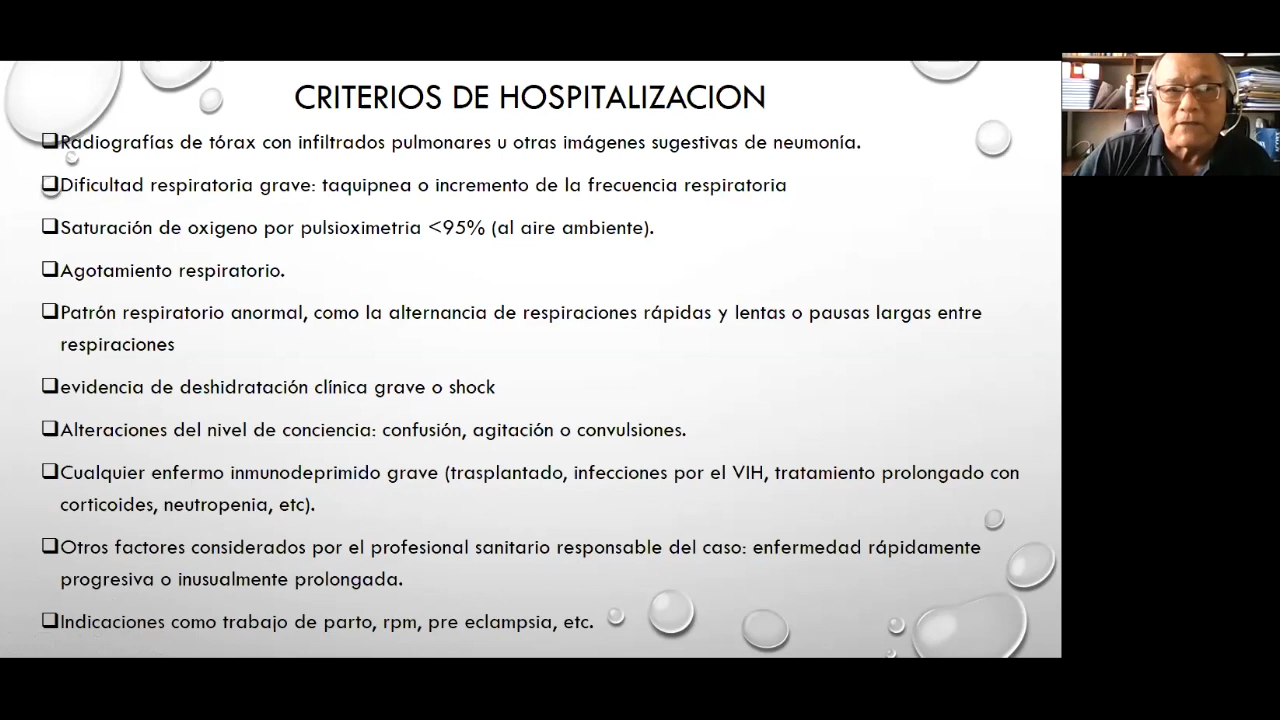 CRITERIOS DE HOSPITALIZACION
❑Radiografías de tórax con infiltrados pulmonares u otras imágenes sugestivas de neumonía.
❑Dificultad respiratoria grave: taquipnea o incremento de la frecuencia respiratoria
❑Saturación de oxigeno por pulsioximetria <95% (al aire ambiente).
❑Agotamiento respiratorio.
❑Patrón respiratorio anormal, como la alternancia de respiraciones rápidas y lentas o pausas largas entre
respiraciones
❑evidencia de deshidratación clínica grave o shock
❑Alteraciones del nivel de conciencia: confusión, agitación o convulsiones.
❑Cualquier enfermo inmunodeprimido grave (trasplantado, infecciones por el VIH, tratamiento prolongado con
corticoides, neutropenia, etc).
❑Otros factores considerados por el profesional sanitario responsable del caso: enfermedad rápidamente
progresiva o inusualmente prolongada.
❑Indicaciones como trabajo de parto, rpm, pre eclampsia, etc.